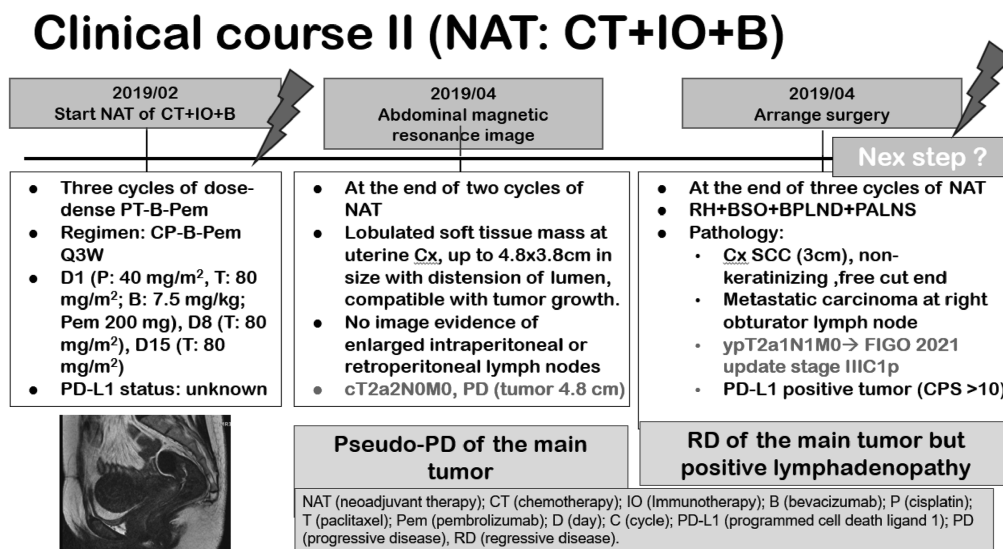 Clinical course II (NAT: CT+IO+B)
2019/02
Start NAT of CT+IO+B
2019/04
Abdominal magnetic
resonance image
2019/04
Arrange surgery
Nex step ?
● Three cycles of dose-
dense PT-B-Pem
● Regimen: CP-B-Pem
Q3W
● D1 (P: 40 mg/m², T: 80
mg/m²; B: 7.5 mg/kg;
Pem 200 mg), D8 (T: 80
mg/m²), D15 (T: 80
mg/m²)
● PD-L1 status: unknown
● At the end of two cycles of
NAT
● Lobulated soft tissue mass at
uterine Cx, up to 4.8x3.8cm in
size with distension of lumen,
compatible with tumor growth.
● No image evidence of
enlarged intraperitoneal or
retroperitoneal lymph nodes
● cT2a2N0M0, PD (tumor 4.8 cm)
● At the end of three cycles of NAT
● RH+BSO+BPLND+PALNS
● Pathology:
• Cx SCC (3cm), non-
keratinizing ,free cut end
• Metastatic carcinoma at right
obturator lymph node
• ypT2a1N1M0→ FIGO 2021
update stage IIIC1p
• PD-L1 positive tumor (CPS >10)
Pseudo-PD of the main
tumor
RD of the main tumor but
positive lymphadenopathy
NAT (neoadjuvant therapy); CT (chemotherapy); IO (Immunotherapy); B (bevacizumab); P (cisplatin);
T (paclitaxel); Pem (pembrolizumab); D (day); C (cycle); PD-L1 (programmed cell death ligand 1); PD
(progressive disease), RD (regressive disease).